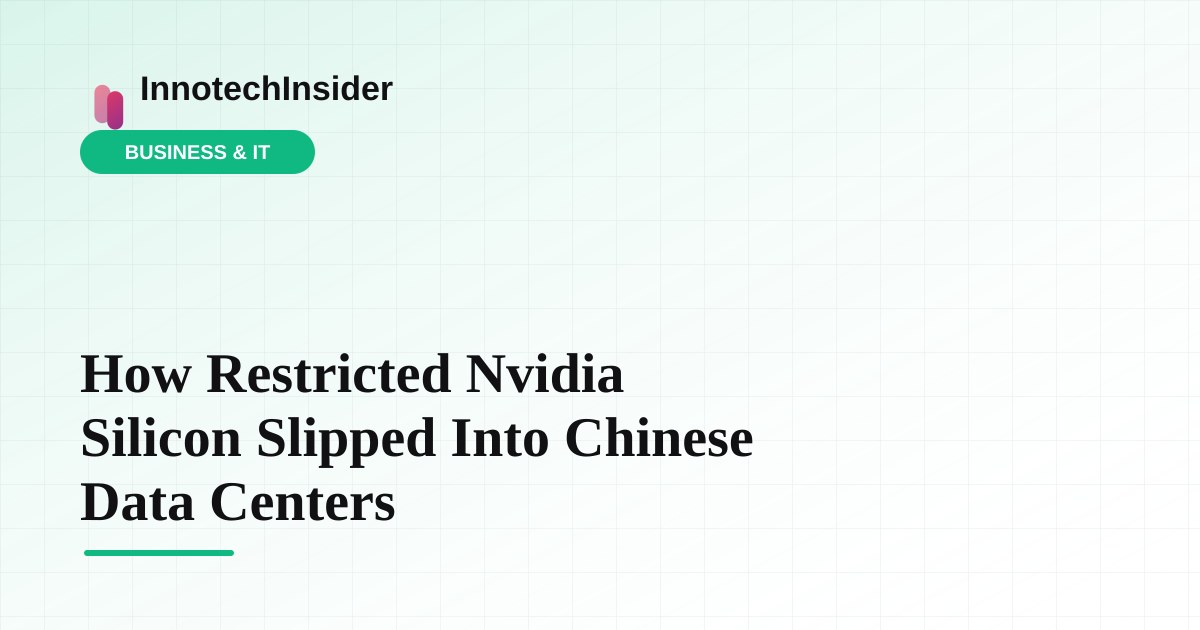 InnotechInsider
BUSINESS & IT
How Restricted Nvidia
Silicon Slipped Into Chinese
Data Centers